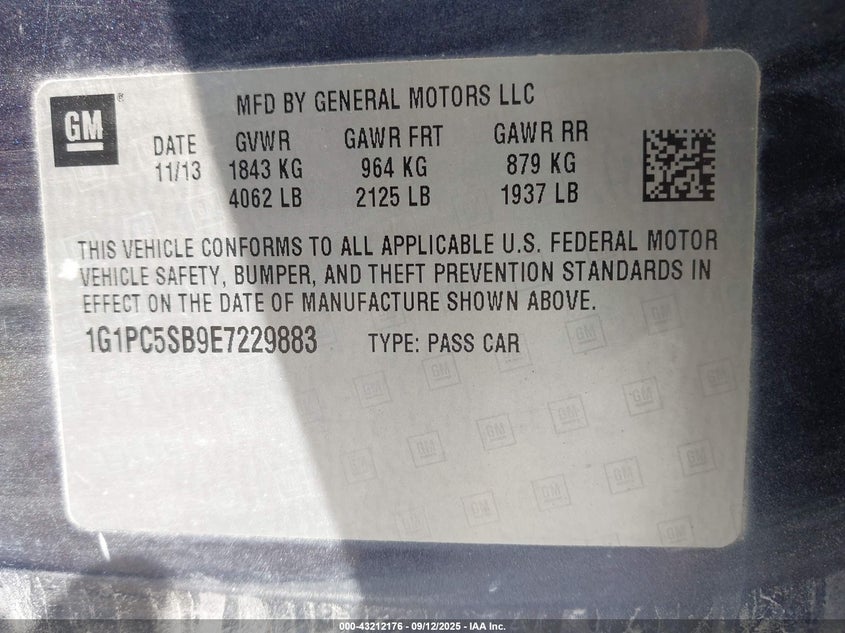 GM
MFD BY GENERAL MOTORS LLC
DATE GVWR GAWR FRT GAWR RR
11/13 1843 KG 964 KG 879 KG
4062 LB 2125 LB 1937 LB
THIS VEHICLE CONFORMS TO ALL APPLICABLE U.S. FEDERAL MOTOR
VEHICLE SAFETY, BUMPER, AND THEFT PREVENTION STANDARDS IN
EFFECT ON THE DATE OF MANUFACTURE SHOWN ABOVE.
1G1PC5SB9E7229883 TYPE: PASS CAR
000-43212176 - 09/12/2025 - IAA Inc.